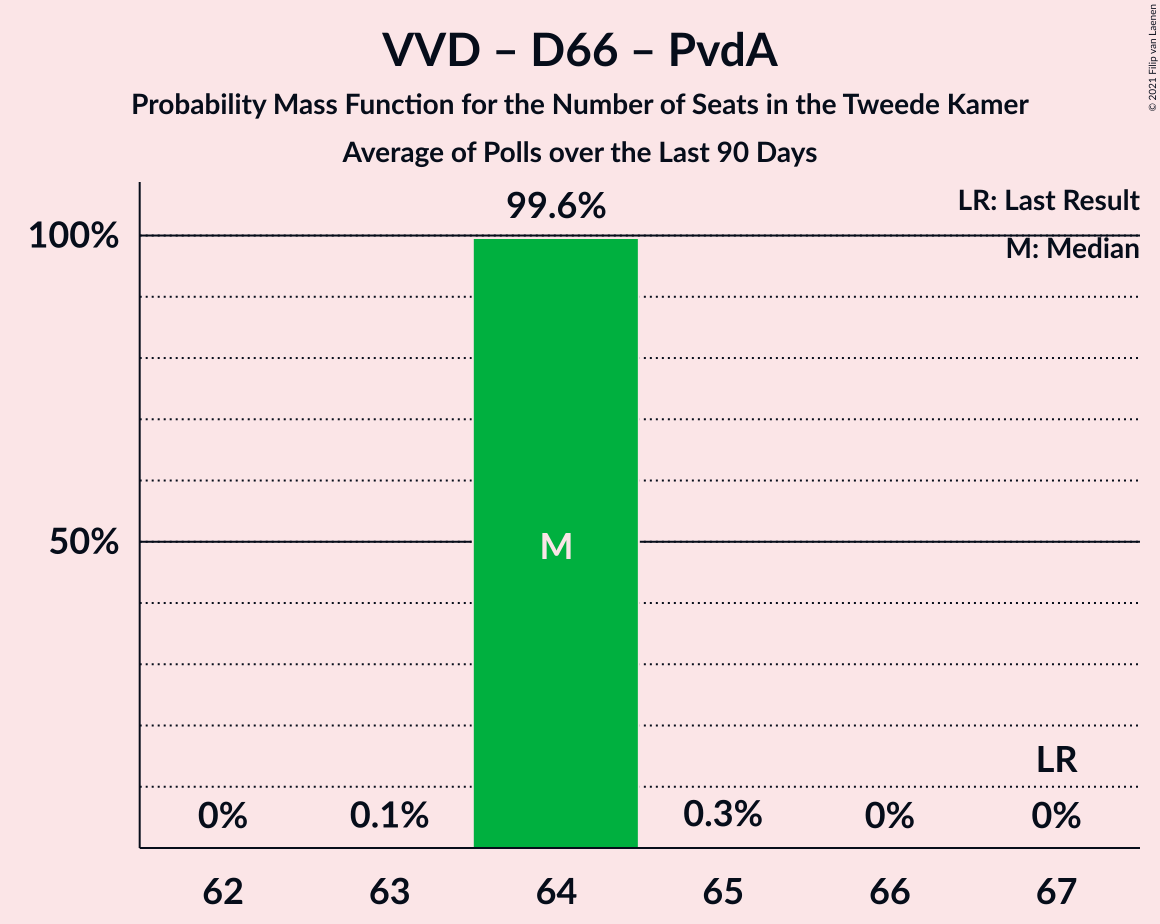 VVD – D66 – PvdA
Probability Mass Function for the Number of Seats in the Tweede Kamer
Average of Polls over the Last 90 Days
© 2021 Filip van Laenen
LR: Last Result
M: Median
99.6%
100%
50%
M
LR
0%
0.1%
0.3%
0%
0%
62
63
64
65
66
67